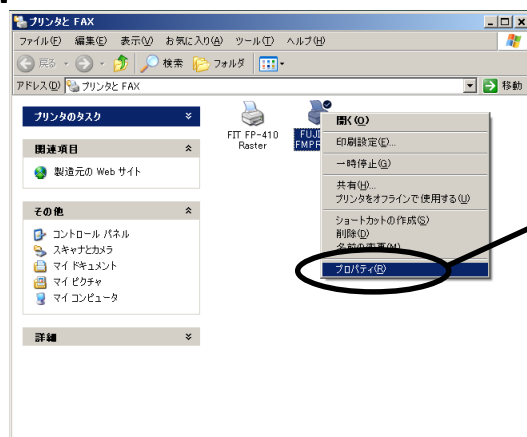 プリンタと FAX
ファイル(F) 編集(E) 表示(V) お気に入り(A) ツール(T) ヘルプ(H)
戻る 検索 フォルダ
アドレス(D) プリンタと FAX 移動
プリンタのタスク
関連項目
製造元の Web サイト
その他
コントロール パネル
スキャナとカメラ
マイ ドキュメント
マイ ピクチャ
マイ コンピュータ
詳細
FIT FP-410
Raster
開く(O)
印刷設定(E)...
一時停止(G)
共有(H)...
プリンタをオフラインで使用する(U)
ショートカットの作成(S)
削除(D)
名前の変更(M)
プロパティ(R)